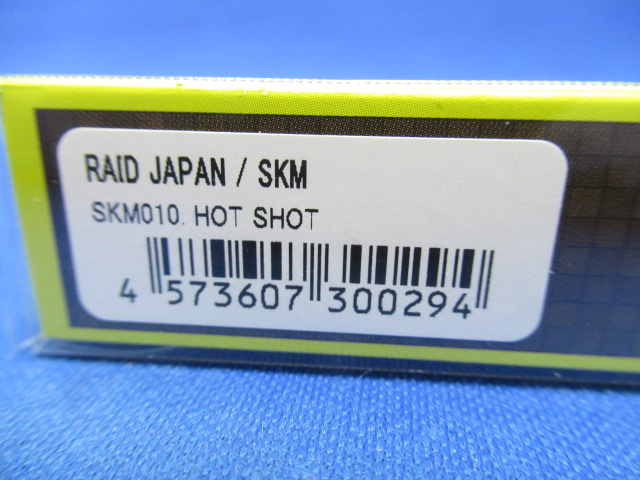 RAID JAPAN / SKM
SKM010. HOT SHOT
4 573607 300294